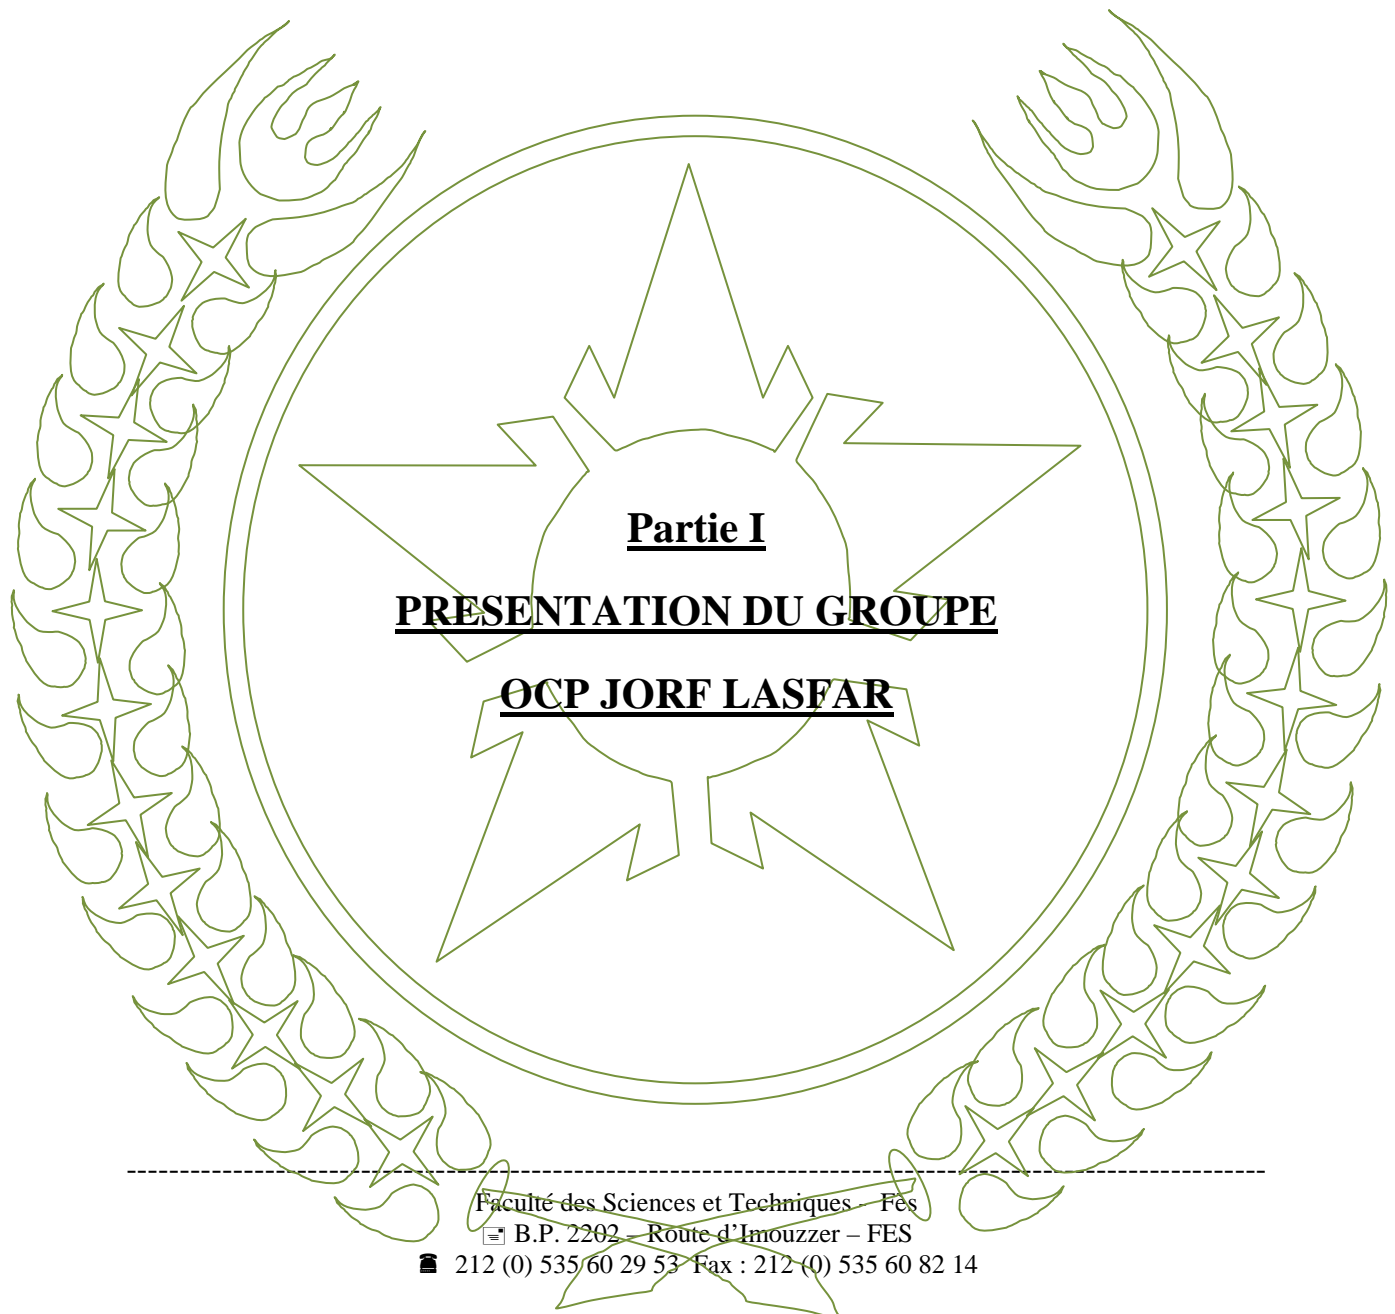 Partie I
PRESENTATION DU GROUPE
OCP JORF LASFAR
--------------------------------------------------------------------------------------------------------------
Faculté des Sciences et Techniques - Fès
B.P. 2202 – Route d'Imouzzer – FES
212 (0) 535 60 29 53 Fax : 212 (0) 535 60 82 14